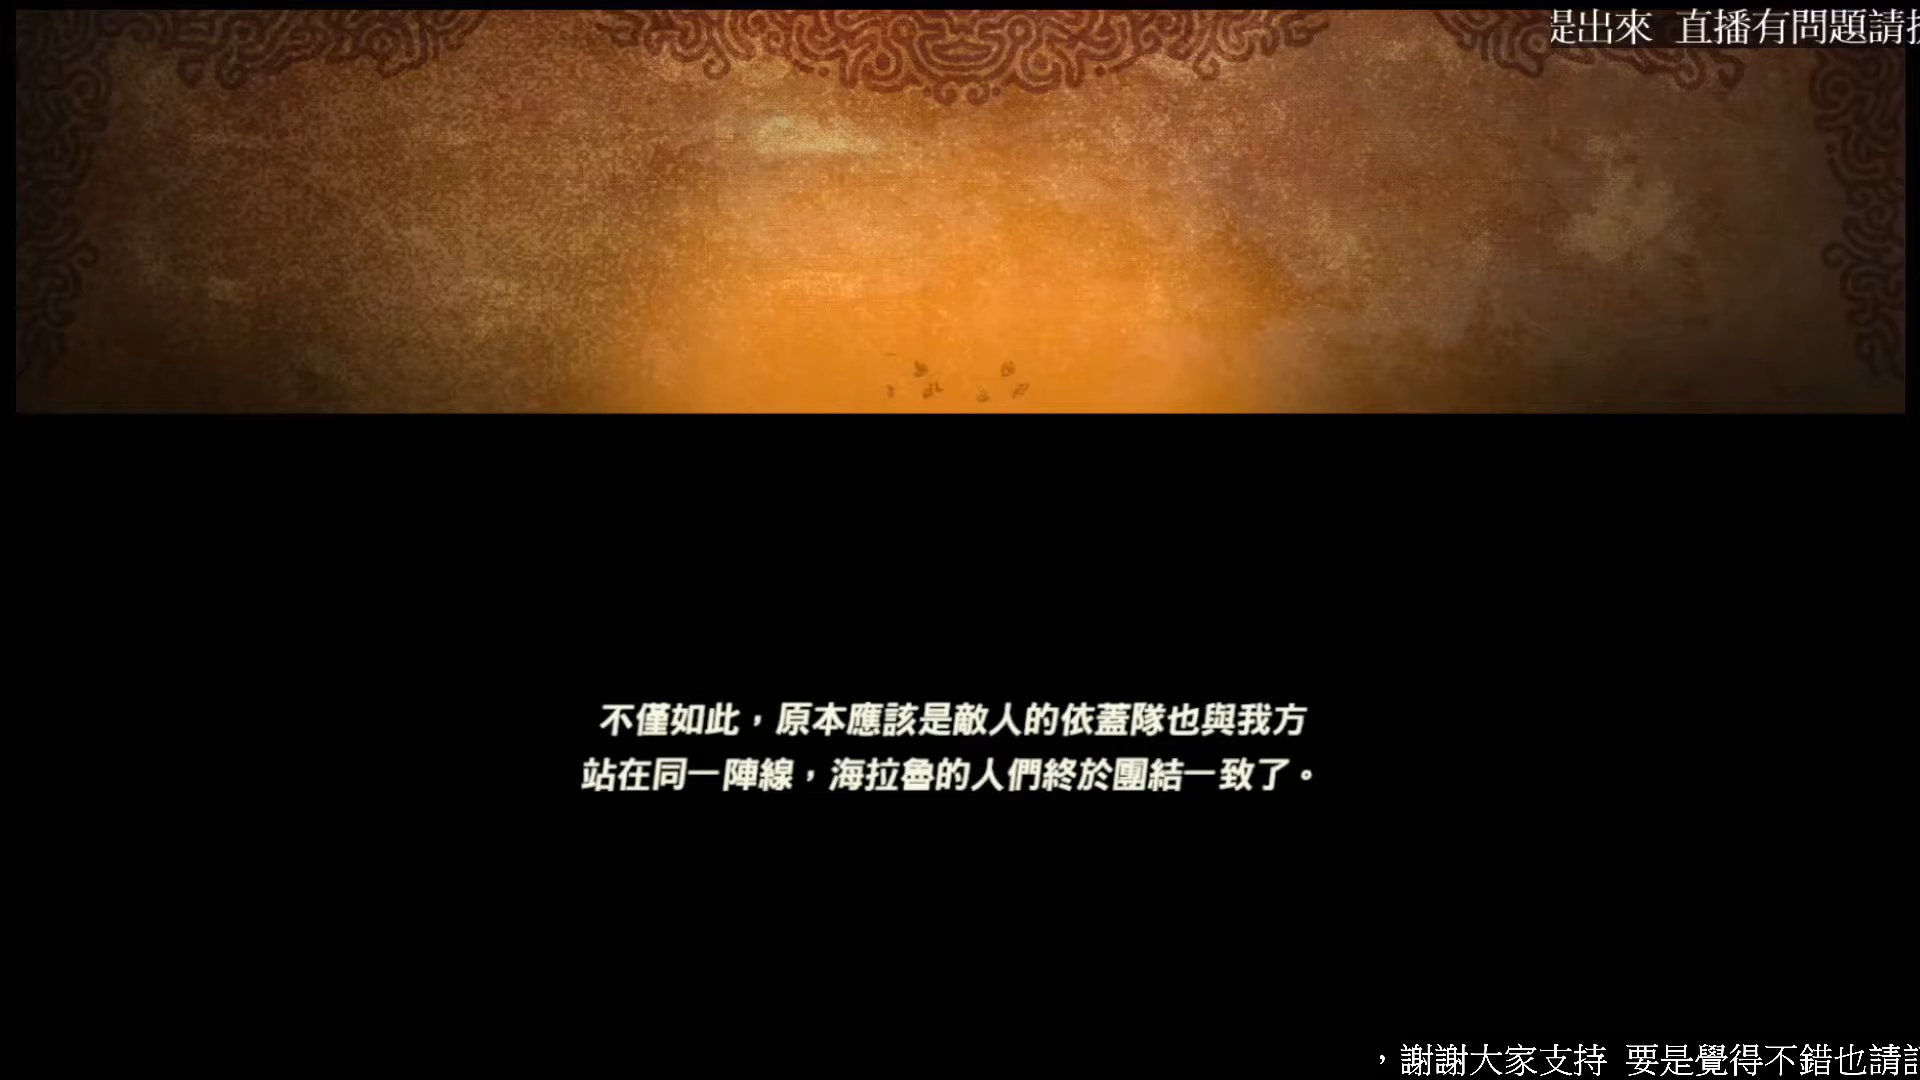 是出來 直播有問題請
不僅如此，原本應該是敵人的依蓋隊也與我方
站在同一陣線，海拉魯的人們終於團結一致了。
，謝謝大家支持 要是覺得不錯也請